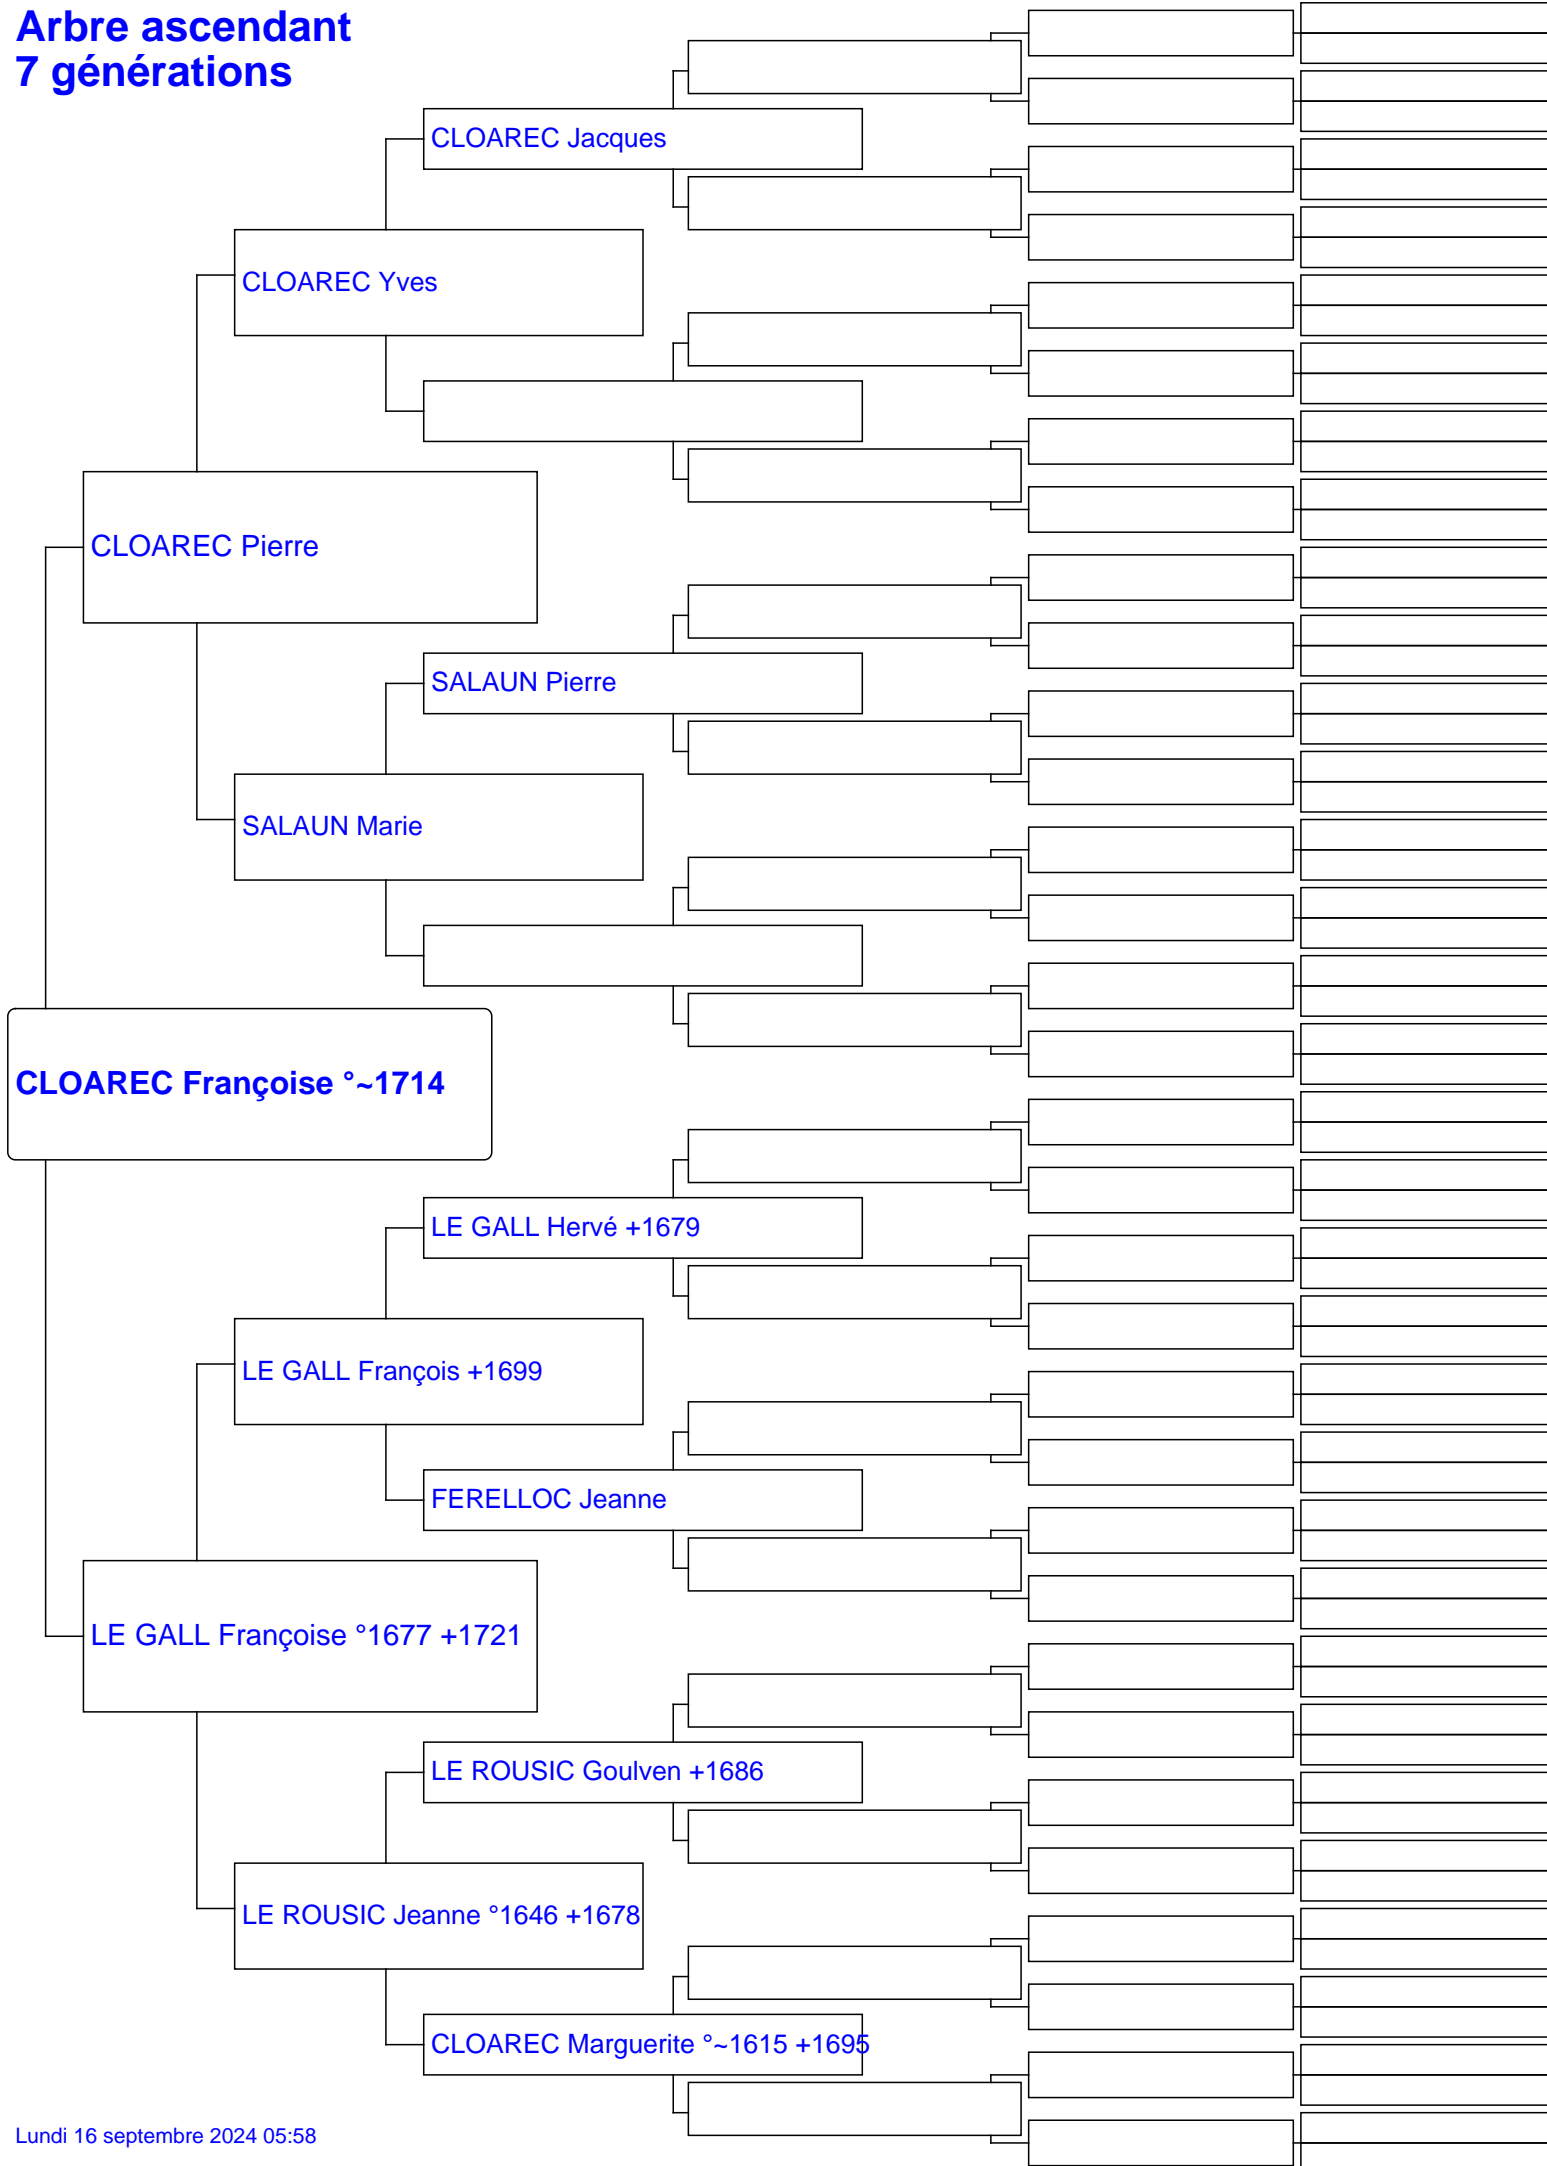 Arbre ascendant
7 générations
CLOAREC Jacques
CLOAREC Yves
CLOAREC Pierre
SALAUN Pierre
SALAUN Marie
CLOAREC Françoise °~1714
LE GALL Hervé +1679
LE GALL François +1699
FERELLOC Jeanne
LE GALL Françoise °1677 +1721
LE ROUSIC Goulven +1686
LE ROUSIC Jeanne °1646 +1678
CLOAREC Marguerite °~1615 +1695
Lundi 16 septembre 2024 05:58